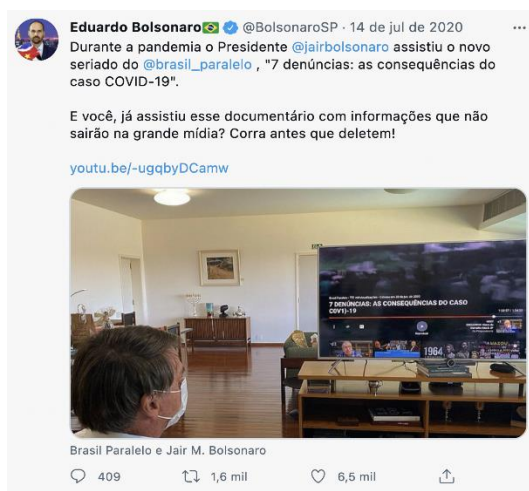 Eduardo Bolsonaro @BolsonaroSP · 14 de jul de 2020
Durante a pandemia o Presidente @jairbolsonaro assistiu o novo
seriado do @brasil_paralelo , "7 denúncias: as consequências do
caso COVID-19".
E você, já assistiu esse documentário com informações que não
sairão na grande mídia? Corra antes que deletem!
youtu.be/-ugqbyDCamw
7 DENÚNCIAS: AS CONSEQUÊNCIAS DO CASO
COV1)-19
1964
Brasil Paralelo e Jair M. Bolsonaro
409 1,6 mil 6,5 mil